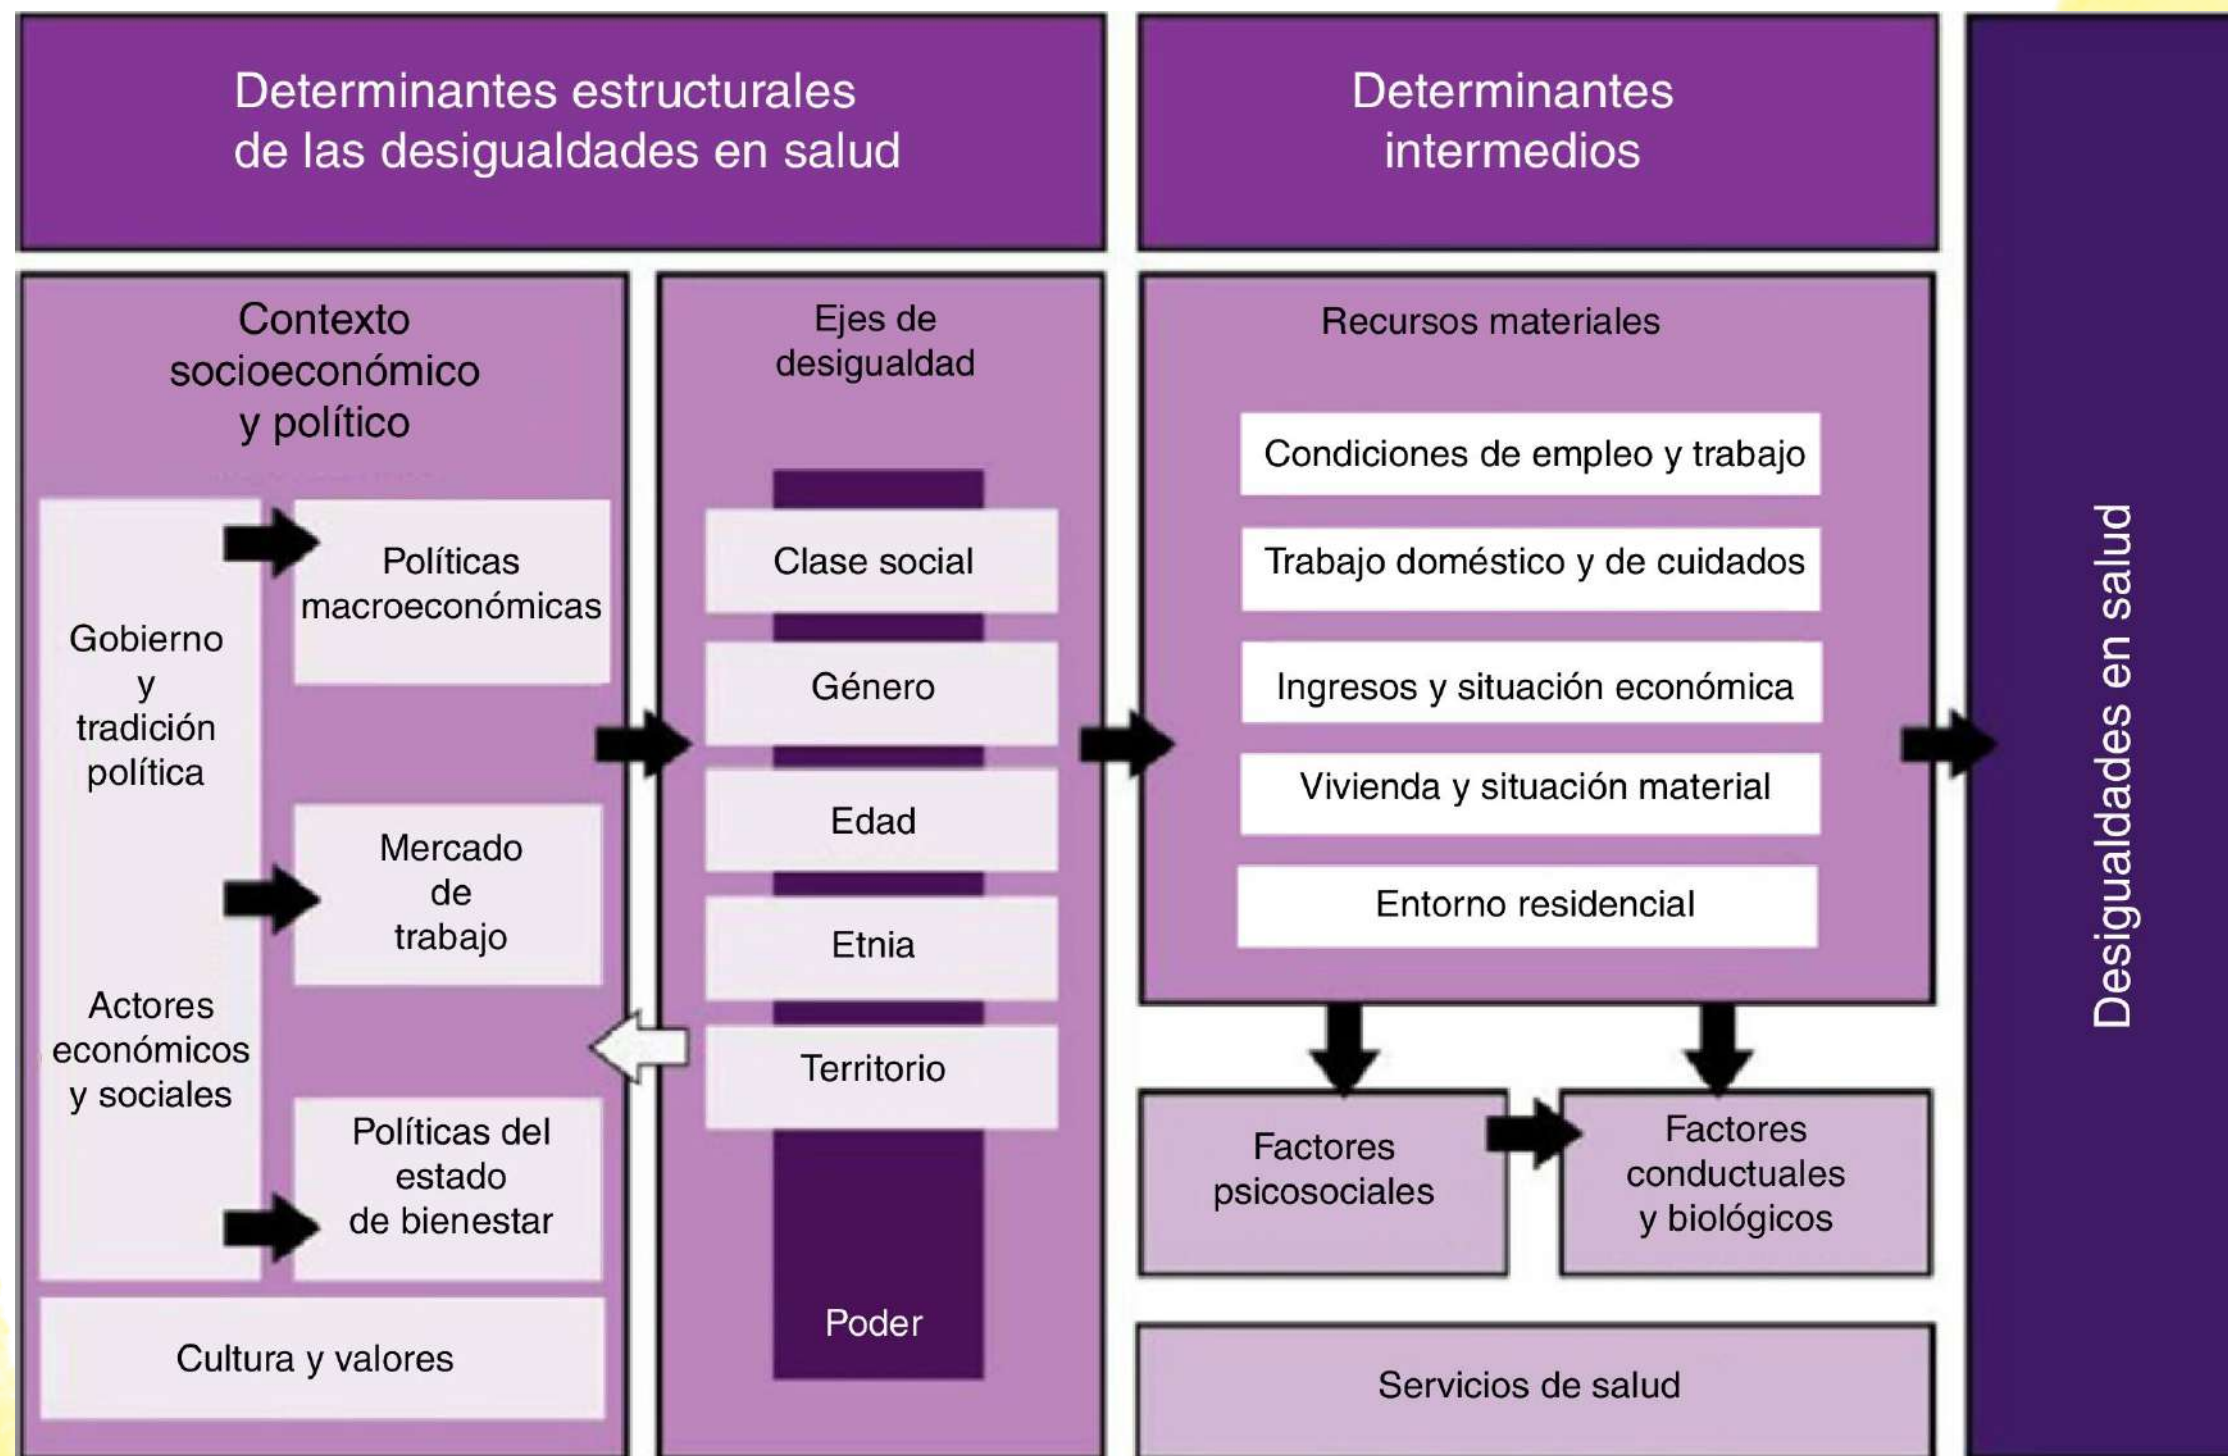 Determinantes estructurales
de las desigualdades en salud
Determinantes
intermedios
Contexto
socioeconómico
y político
Gobierno
y
tradición
política
Actores
económicos
y sociales
Políticas
macroeconómicas
Mercado
de
trabajo
Políticas del
estado
de bienestar
Cultura y valores
Ejes de
desigualdad
Clase social
Género
Edad
Etnia
Territorio
Poder
Recursos materiales
Condiciones de empleo y trabajo
Trabajo doméstico y de cuidados
Ingresos y situación económica
Vivienda y situación material
Entorno residencial
Factores
psicosociales
Factores
conductuales
y biológicos
Servicios de salud
Desigualdades en salud